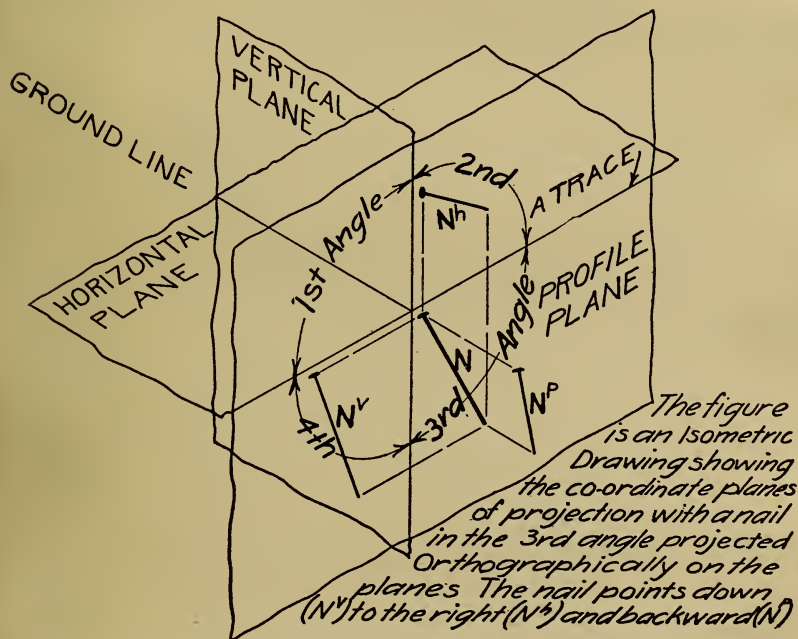 VERTICAL
PLANE
GROUND LINE
HORIZONTAL
PLANE
1st Angle
2nd
A TRACE
PROFILE
PLANE
Angle
3rd
4th
Nʰ
N
Nᵛ
Nᵖ
The figure
is an Isometric
Drawing showing
the co-ordinate planes
of projection with a nail
in the 3rd angle projected
Orthographically on the
planes The nail points down
(Nᵛ) to the right (Nʰ) and backward (Nᵖ)